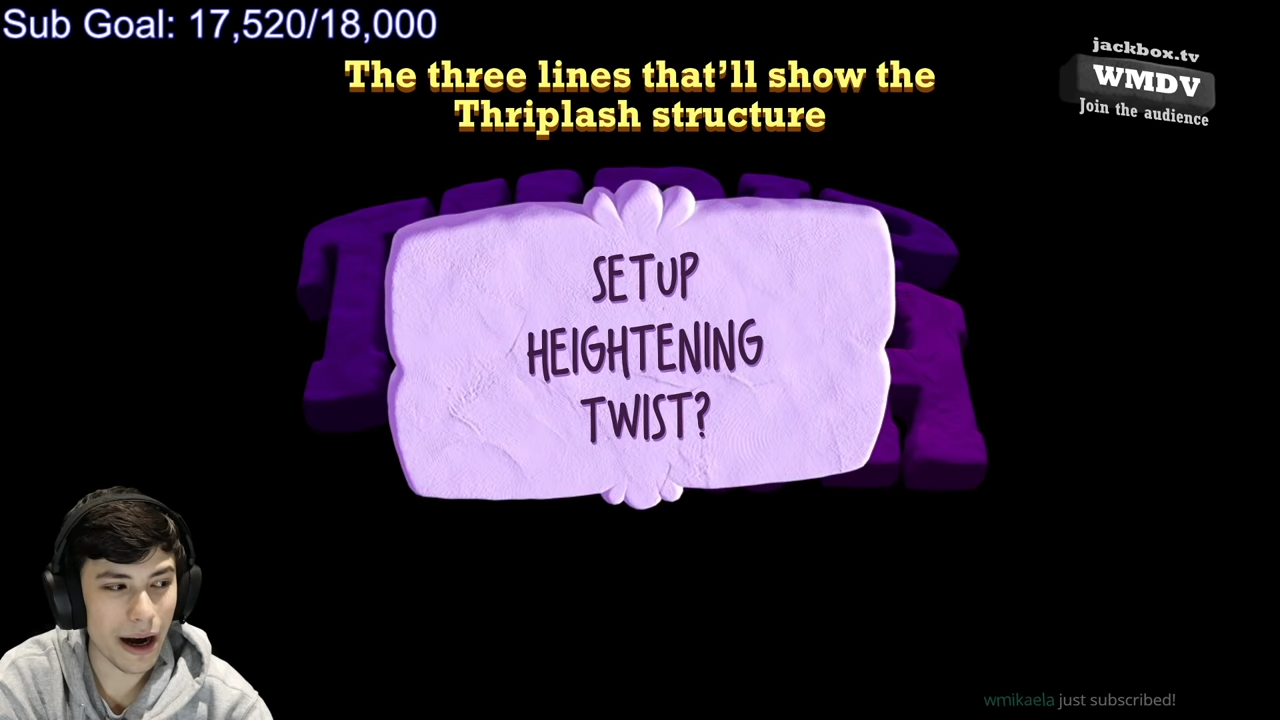 Sub Goal: 17,520/18,000
The three lines that'll show the
Thriplash structure
jackbox.tv
WMDV
Join the audience
SETUP
HEIGHTENING
TWIST?
wmikaela just subscribed!